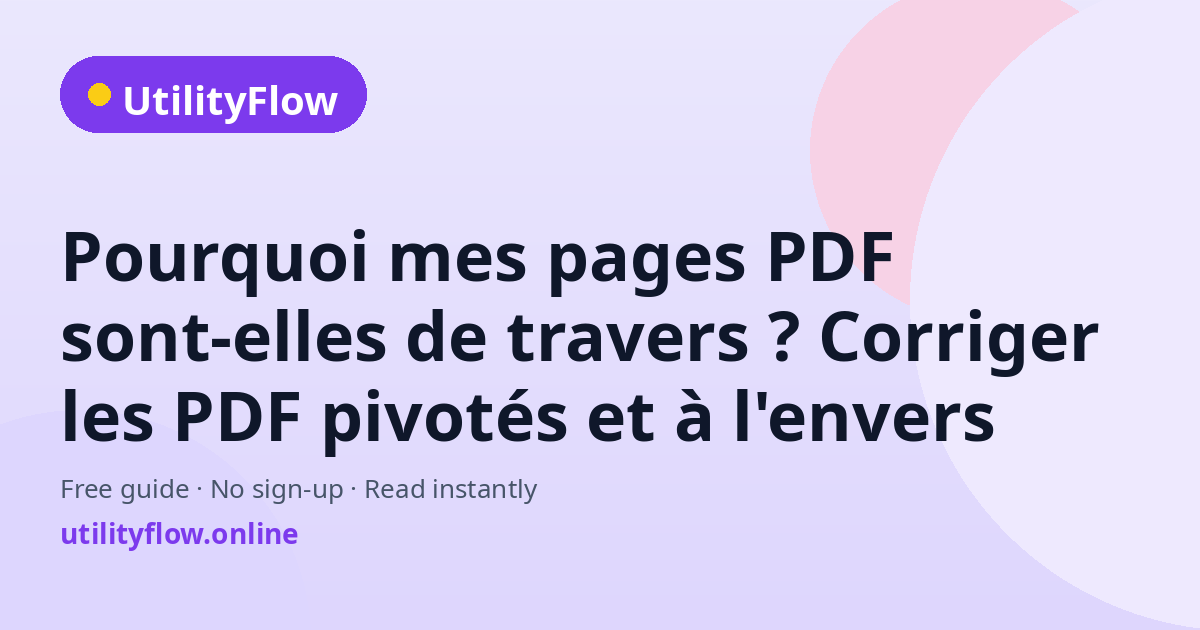 UtilityFlow
Pourquoi mes pages PDF
sont-elles de travers ? Corriger
les PDF pivotés et à l'envers
Free guide · No sign-up · Read instantly
utilityflow.online